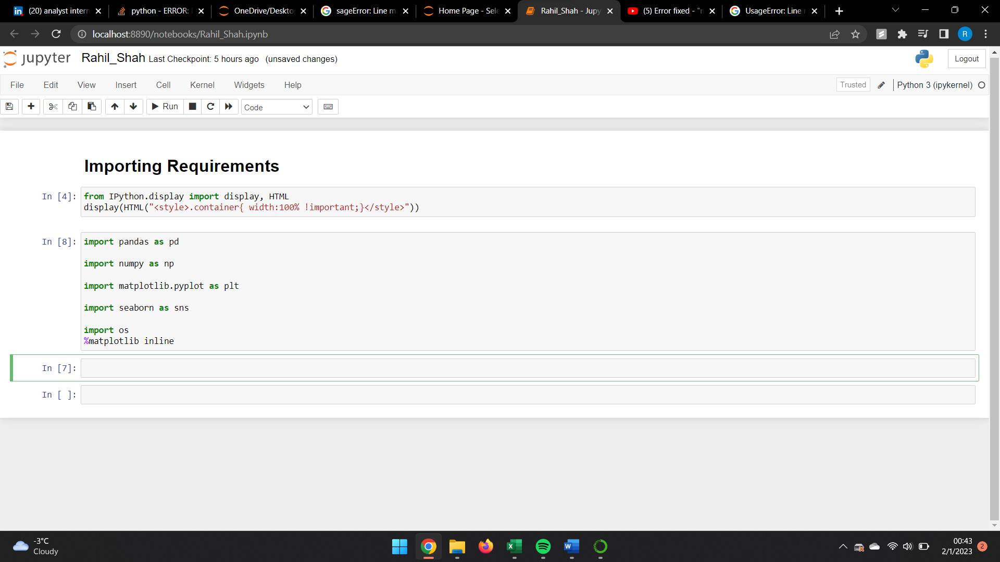 (20) analyst intern
python - ERROR:
OneDrive/Deskto
sageError: Line m
Home Page - Sele
Rahil_Shah - Jupy
(5) Error fixed - "n
UsageError: Line
localhost:8890/notebooks/Rahil_Shah.ipynb
R
jupyter Rahil_Shah Last Checkpoint: 5 hours ago (unsaved changes)
Logout
File Edit View Insert Cell Kernel Widgets Help
Trusted Python 3 (ipykernel)
Run Code
Importing Requirements
In [4]: from IPython.display import display, HTML
display(HTML("<style>.container{ width:100% !important;}</style>"))
In [8]: import pandas as pd
import numpy as np
import matplotlib.pyplot as plt
import seaborn as sns
import os
%matplotlib inline
In [7]:
In [ ]:
-3°C
Cloudy
00:43
2/1/2023
2